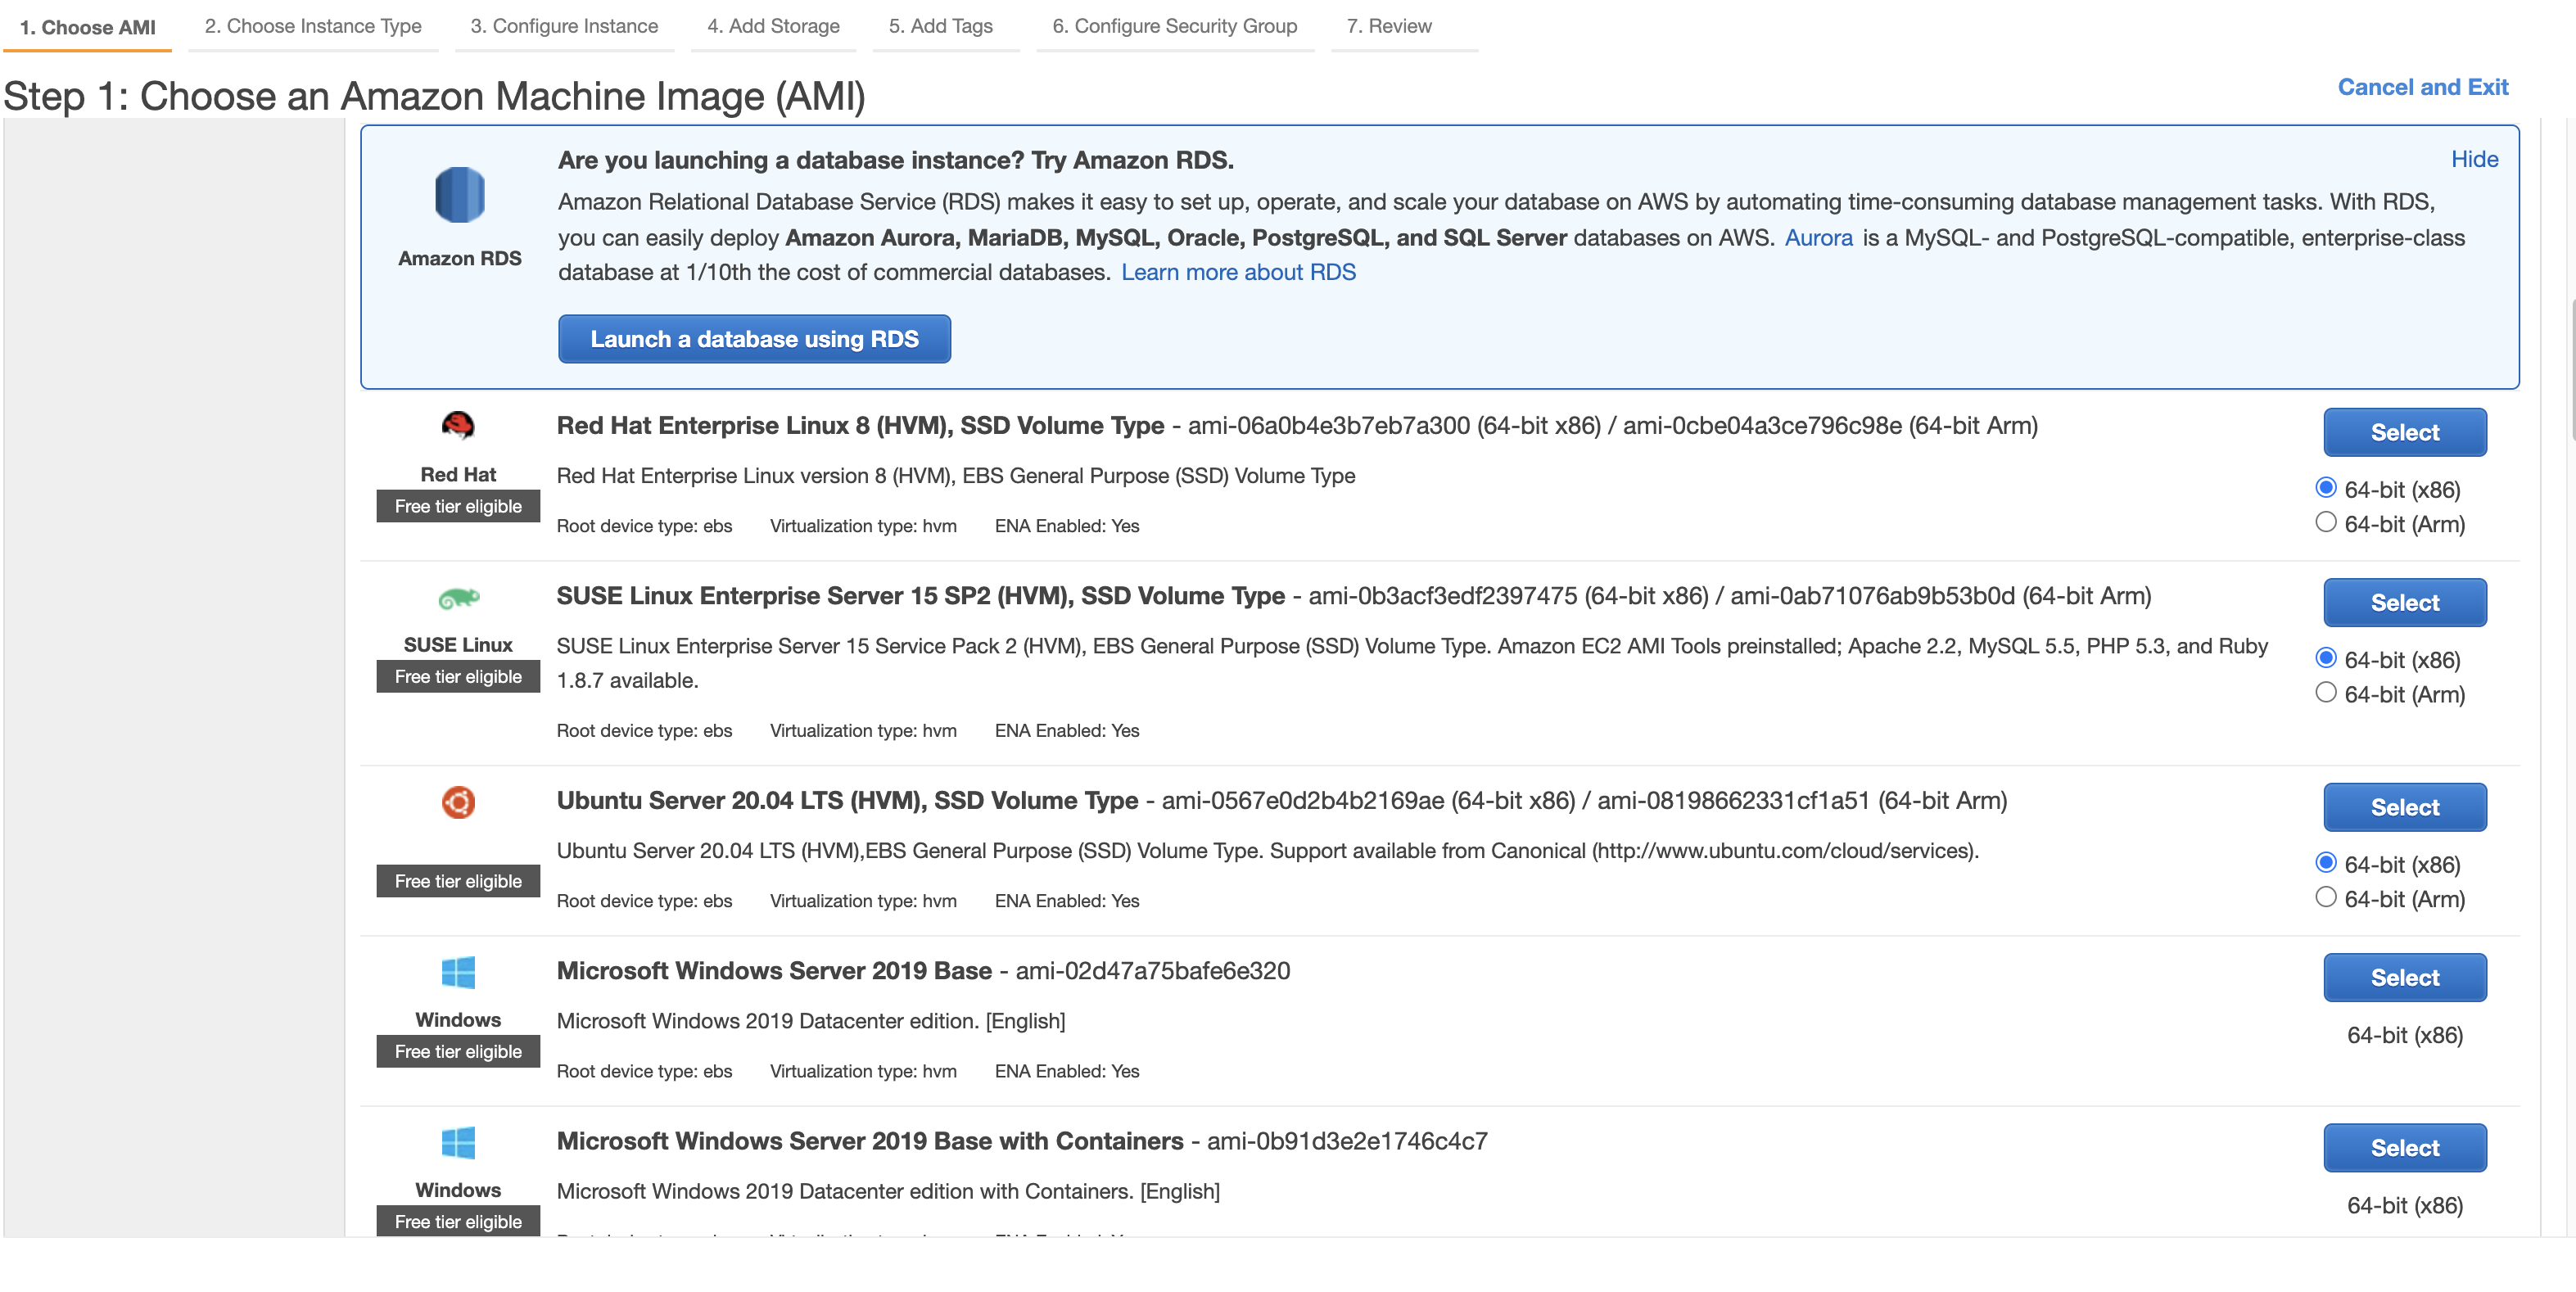 1. Choose AMI
2. Choose Instance Type
3. Configure Instance
4. Add Storage
5. Add Tags
6. Configure Security Group
7. Review
Step 1: Choose an Amazon Machine Image (AMI)
Cancel and Exit
Amazon RDS
Are you launching a database instance? Try Amazon RDS.
Hide
Amazon Relational Database Service (RDS) makes it easy to set up, operate, and scale your database on AWS by automating time-consuming database management tasks. With RDS,
you can easily deploy Amazon Aurora, MariaDB, MySQL, Oracle, PostgreSQL, and SQL Server databases on AWS. Aurora is a MySQL- and PostgreSQL-compatible, enterprise-class
database at 1/10th the cost of commercial databases. Learn more about RDS
Launch a database using RDS
Red Hat
Free tier eligible
Red Hat Enterprise Linux 8 (HVM), SSD Volume Type - ami-06a0b4e3b7eb7a300 (64-bit x86) / ami-0cbe04a3ce796c98e (64-bit Arm)
Red Hat Enterprise Linux version 8 (HVM), EBS General Purpose (SSD) Volume Type
Root device type: ebs Virtualization type: hvm ENA Enabled: Yes
Select
64-bit (x86)
64-bit (Arm)
SUSE Linux
Free tier eligible
SUSE Linux Enterprise Server 15 SP2 (HVM), SSD Volume Type - ami-0b3acf3edf2397475 (64-bit x86) / ami-0ab71076ab9b53b0d (64-bit Arm)
SUSE Linux Enterprise Server 15 Service Pack 2 (HVM), EBS General Purpose (SSD) Volume Type. Amazon EC2 AMI Tools preinstalled; Apache 2.2, MySQL 5.5, PHP 5.3, and Ruby
1.8.7 available.
Root device type: ebs Virtualization type: hvm ENA Enabled: Yes
Select
64-bit (x86)
64-bit (Arm)
Free tier eligible
Ubuntu Server 20.04 LTS (HVM), SSD Volume Type - ami-0567e0d2b4b2169ae (64-bit x86) / ami-08198662331cf1a51 (64-bit Arm)
Ubuntu Server 20.04 LTS (HVM),EBS General Purpose (SSD) Volume Type. Support available from Canonical (http://www.ubuntu.com/cloud/services).
Root device type: ebs Virtualization type: hvm ENA Enabled: Yes
Select
64-bit (x86)
64-bit (Arm)
Windows
Free tier eligible
Microsoft Windows Server 2019 Base - ami-02d47a75bafe6e320
Microsoft Windows 2019 Datacenter edition. [English]
Root device type: ebs Virtualization type: hvm ENA Enabled: Yes
Select
64-bit (x86)
Windows
Free tier eligible
Microsoft Windows Server 2019 Base with Containers - ami-0b91d3e2e1746c4c7
Microsoft Windows 2019 Datacenter edition with Containers. [English]
Select
64-bit (x86)